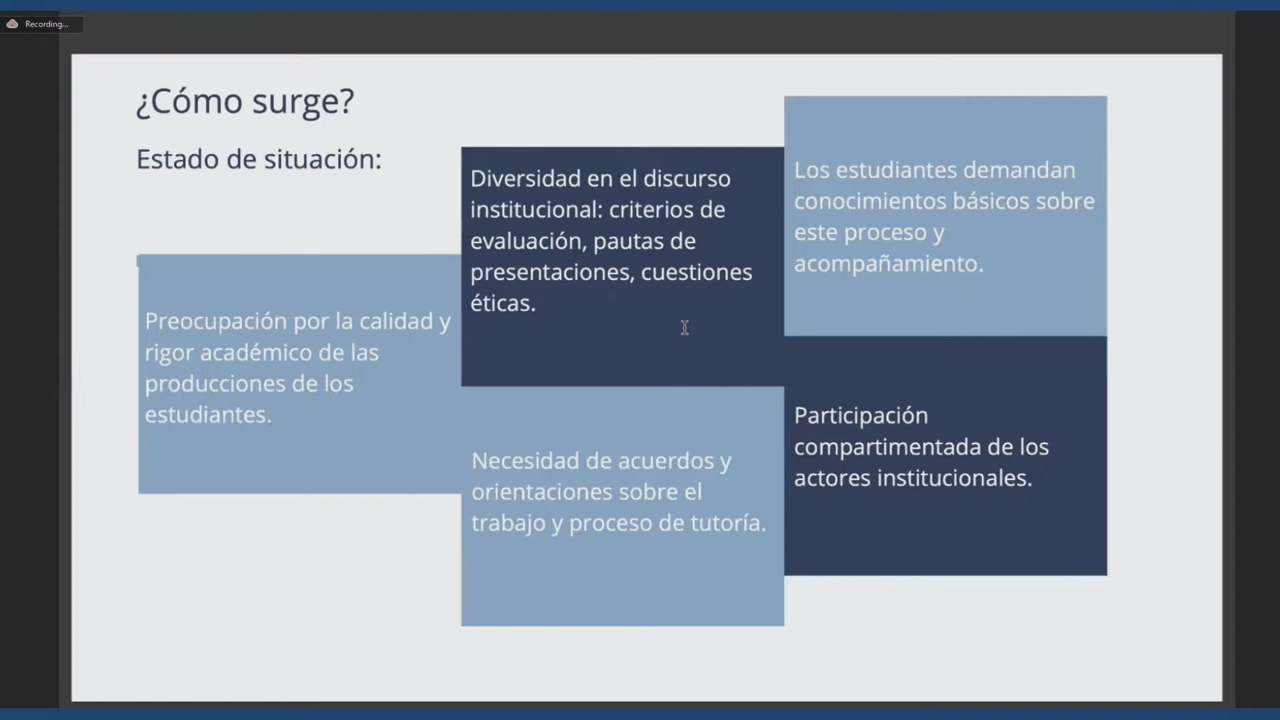 Recording...
¿Cómo surge?
Estado de situación:
Preocupación por la calidad y
rigor académico de las
producciones de los
estudiantes.
Diversidad en el discurso
institucional: criterios de
evaluación, pautas de
presentaciones, cuestiones
éticas.
Necesidad de acuerdos y
orientaciones sobre el
trabajo y proceso de tutoría.
Los estudiantes demandan
conocimientos básicos sobre
este proceso y
acompañamiento.
Participación
compartimentada de los
actores institucionales.